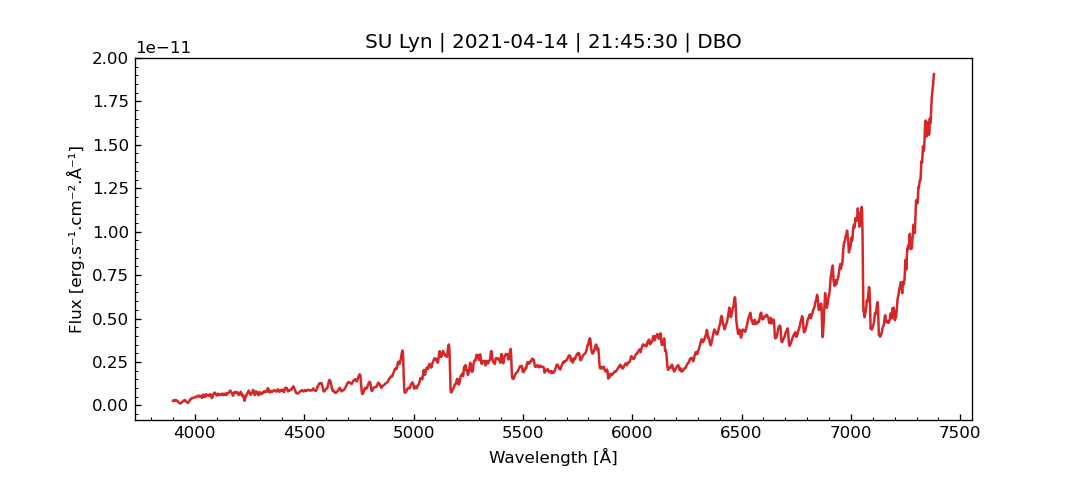 SU Lyn | 2021-04-14 | 21:45:30 | DBO
1e−11
2.00
1.75
1.50
1.25
1.00
0.75
0.50
0.25
0.00
Flux [erg.s⁻¹.cm⁻².Å⁻¹]
4000 4500 5000 5500 6000 6500 7000 7500
Wavelength [Å]